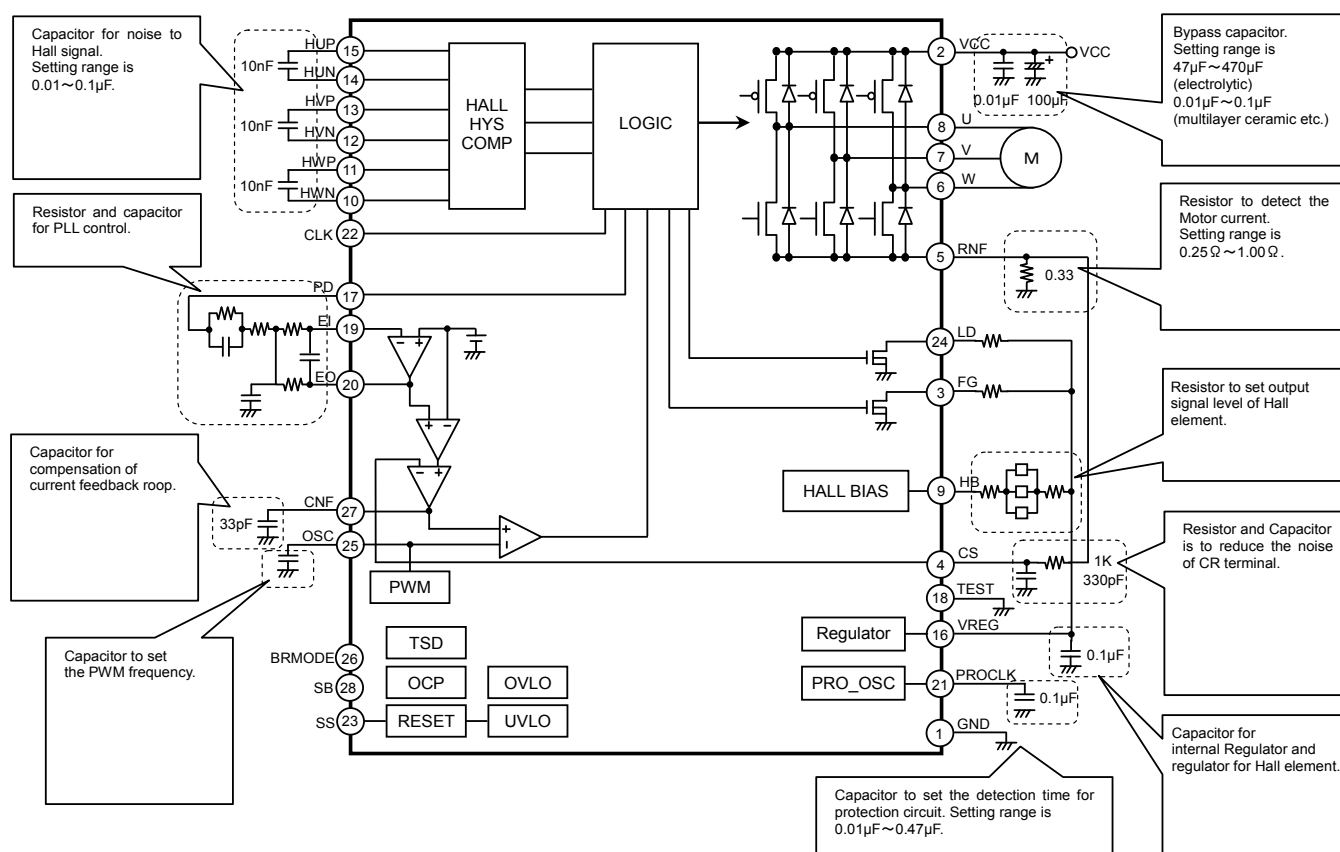 Capacitor for noise to
Hall signal.
Setting range is
0.01～0.1µF.
10nF
10nF
10nF
HUP
15
HUN
14
HVP
13
HVN
12
HWP
11
HWN
10
CLK
22
HALL
HYS
COMP
LOGIC
2
VCC
VCC
+
0.01µF
100µF
8
U
7
V
6
W
M
5
RNF
0.33
Bypass capacitor.
Setting range is
47µF～470µF
(electrolytic)
0.01µF～0.1µF
(multilayer ceramic etc.)
Resistor to detect the
Motor current.
Setting range is
0.25Ω～1.00Ω.
Resistor and capacitor
for PLL control.
PD
17
EI
19
EO
20
－ ＋
＋ －
－ ＋
＋
－
24
LD
3
FG
Resistor to set output
signal level of Hall
element.
Capacitor for
compensation of
current feedback roop.
33pF
CNF
27
OSC
25
PWM
HALL BIAS
9
HB
4
CS
1K
330pF
Resistor and Capacitor
is to reduce the noise
of CR terminal.
18
TEST
Regulator
16
VREG
0.1µF
PRO_OSC
21
PROCLK
0.1µF
1
GND
Capacitor to set
the PWM frequency.
BRMODE
26
SB
28
SS
23
TSD
OCP
OVLO
RESET
UVLO
Capacitor for
internal Regulator and
regulator for Hall element.
Capacitor to set the detection time for
protection circuit. Setting range is
0.01µF～0.47µF.